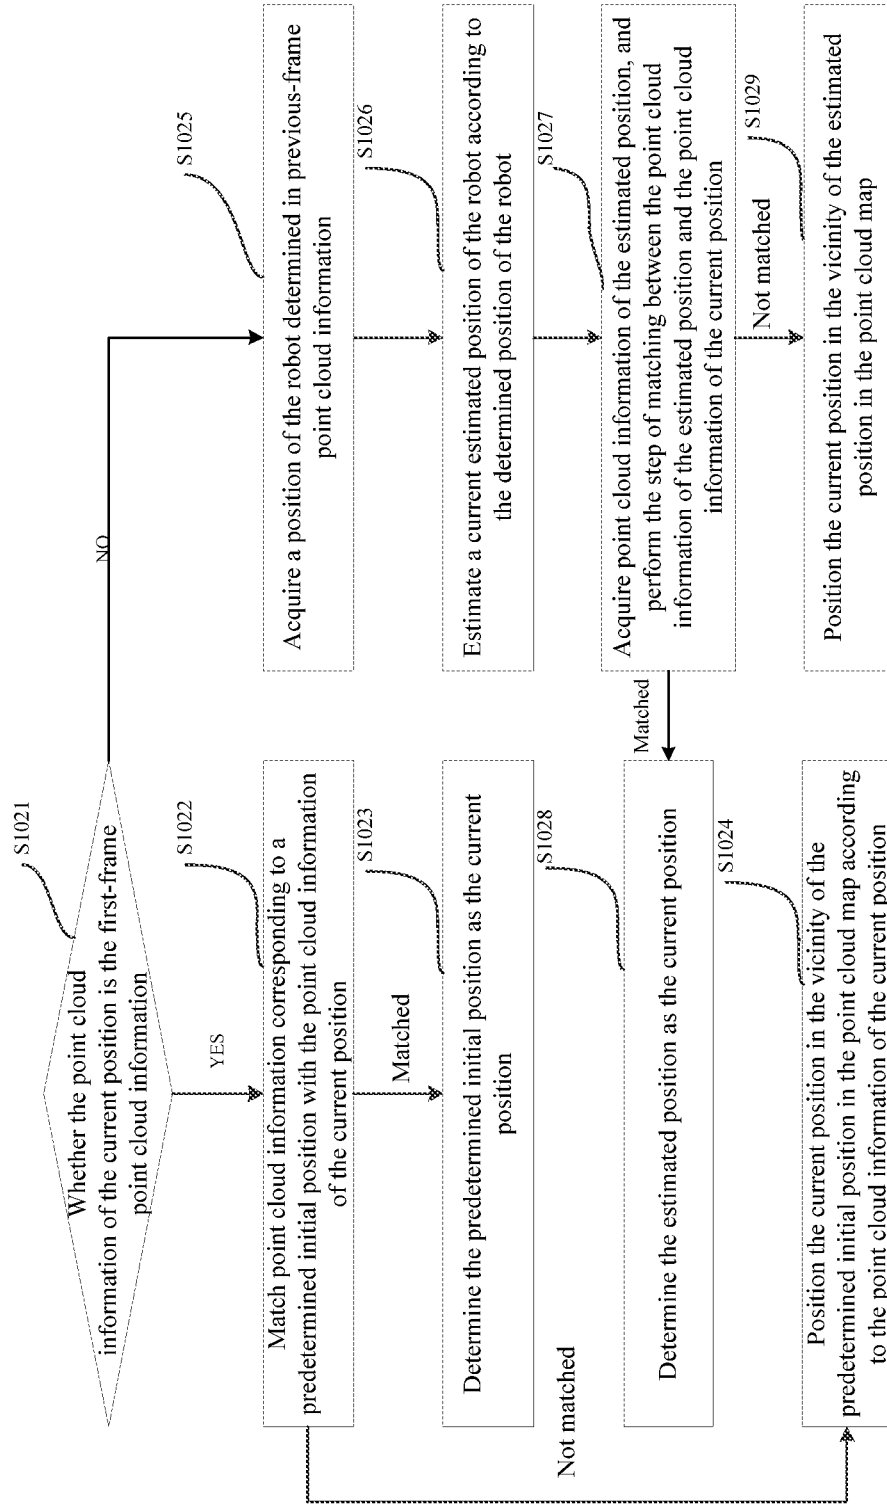 S1021
Whether the point cloud
information of the current position is the first-frame
point cloud information
NO
YES
S1022
Match point cloud information corresponding to a
predetermined initial position with the point cloud information
of the current position
Matched
S1023
Determine the predetermined initial position as the current
position
S1028
Determine the estimated position as the current position
Not matched
S1024
Position the current position in the vicinity of the
predetermined initial position in the point cloud map according
to the point cloud information of the current position
S1025
Acquire a position of the robot determined in previous-frame
point cloud information
S1026
Estimate a current estimated position of the robot according to
the determined position of the robot
S1027
Acquire point cloud information of the estimated position, and
perform the step of matching between the point cloud
information of the estimated position and the point cloud
information of the current position
Matched
Not matched
S1029
Position the current position in the vicinity of the estimated
position in the point cloud map